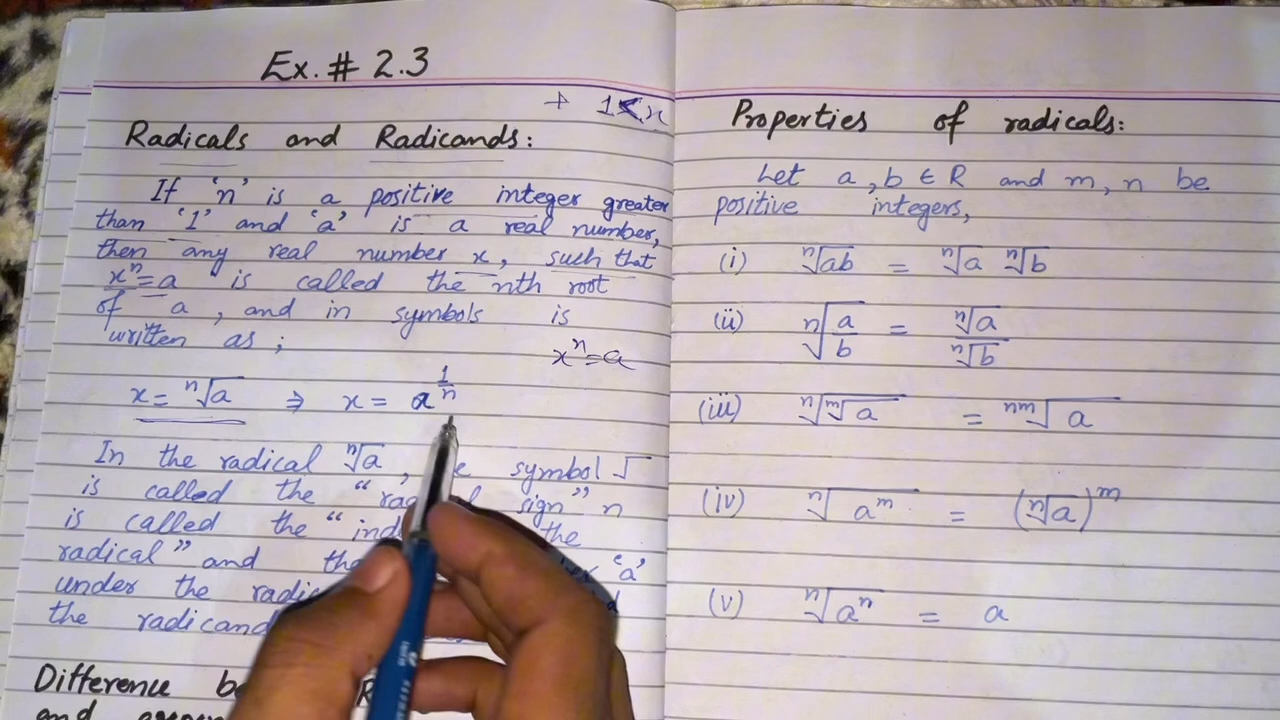 Ex. # 2.3
+ 1<n
Radicals and Radicands:
If 'n' is a positive integer greater
than '1' and 'a' is a real number,
then any real number x, such that
xⁿ=a is called the nth root
of a, and in symbols is
written as;
xⁿ=a
x = ⁿ√a ⇒ x = a^(1/n)
In the radical ⁿ√a, symbol √
is called the " sign" n
is called the " the
radical" and 'a'
under the
the radicand
Difference
and
Properties of radicals:
Let a, b ∈ R and m, n be
positive integers,
(i) ⁿ√ab = ⁿ√a ⁿ√b
(ii) ⁿ√(a/b) = ⁿ√a / ⁿ√b
(iii) ⁿ√(ᵐ√a) = ⁿᵐ√a
(iv) ⁿ√aᵐ = (ⁿ√a)ᵐ
(v) ⁿ√aⁿ = a